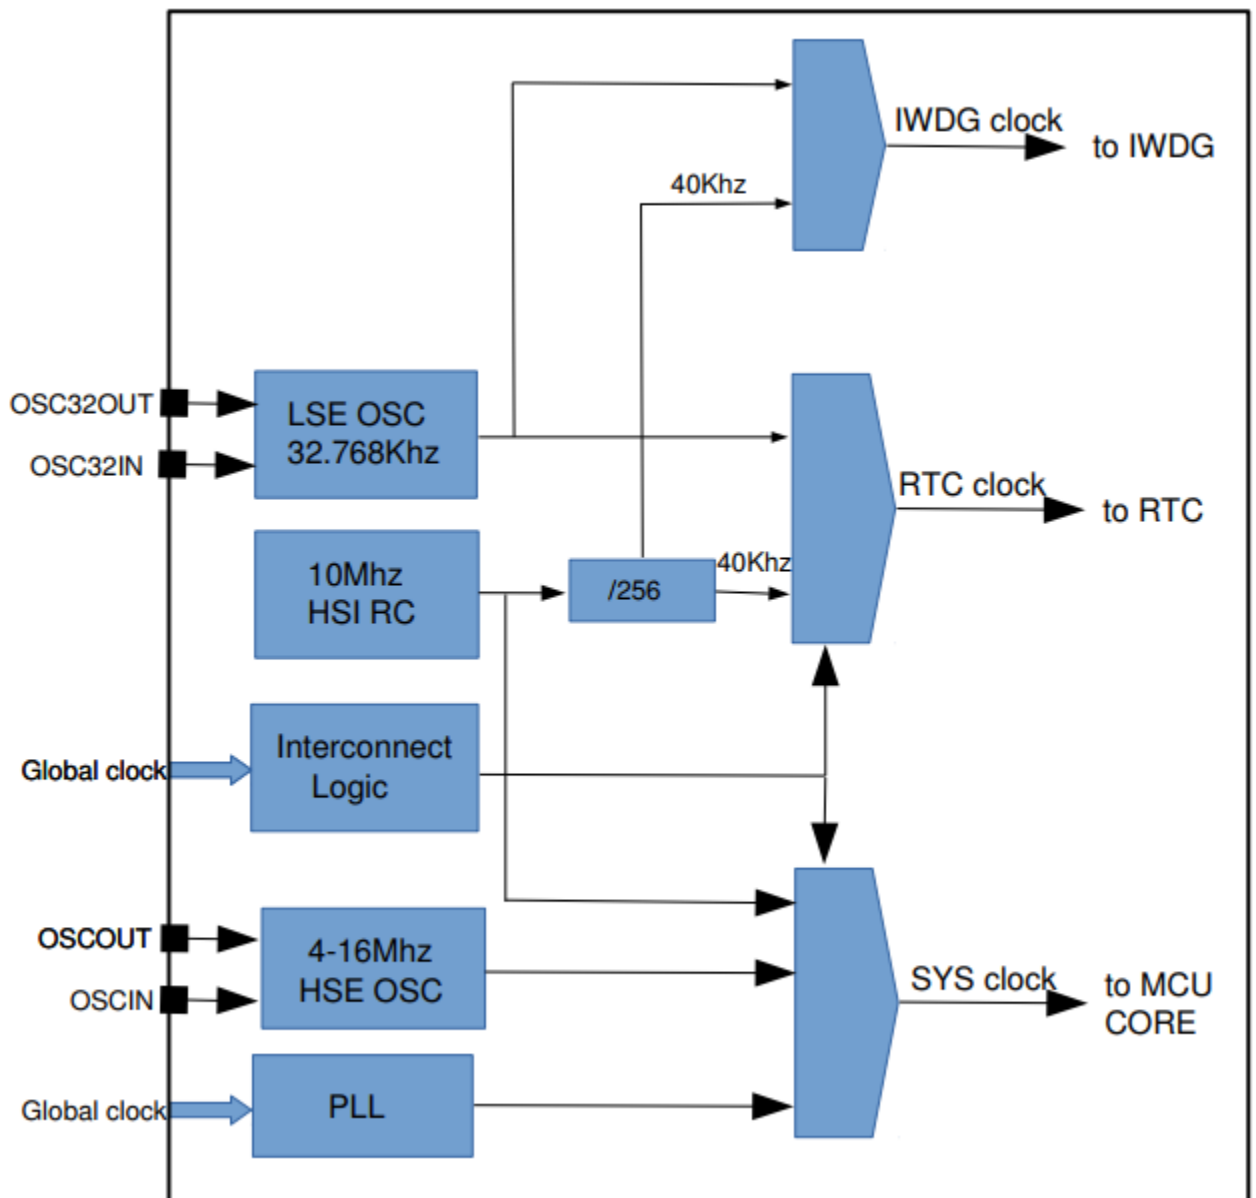 IWDG clock
to IWDG
40Khz
OSC32OUT
OSC32IN
LSE OSC
32.768Khz
RTC clock
to RTC
10Mhz
HSI RC
/256
40Khz
Global clock
Interconnect
Logic
OSCOUT
OSCIN
4-16Mhz
HSE OSC
SYS clock
to MCU
CORE
Global clock
PLL